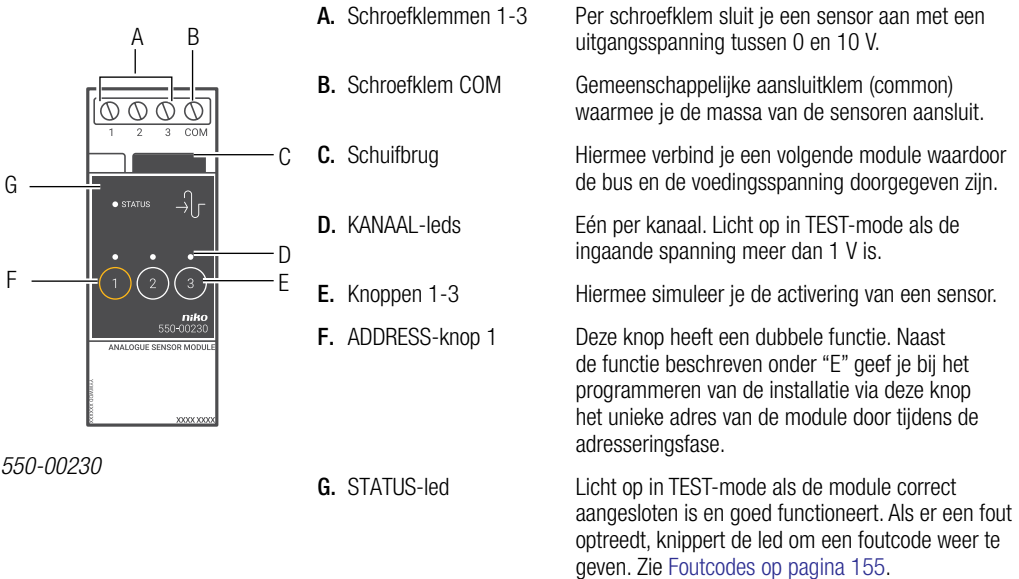 A B
1 2 3 COM
C
G
STATUS
D
F 1 2 3 E
niko
550-00230
ANALOGUE SENSOR MODULE
XXXX XXXX
550-00230
A. Schroefklemmen 1-3 Per schroefklem sluit je een sensor aan met een
uitgangsspanning tussen 0 en 10 V.
B. Schroefklem COM Gemeenschappelijke aansluitklem (common)
waarmee je de massa van de sensoren aansluit.
C. Schuifbrug Hiermee verbind je een volgende module waardoor
de bus en de voedingsspanning doorgegeven zijn.
D. KANAAL-leds Eén per kanaal. Licht op in TEST-mode als de
ingaande spanning meer dan 1 V is.
E. Knoppen 1-3 Hiermee simuleer je de activering van een sensor.
F. ADDRESS-knop 1 Deze knop heeft een dubbele functie. Naast
de functie beschreven onder “E” geef je bij het
programmeren van de installatie via deze knop
het unieke adres van de module door tijdens de
adresseringsfase.
G. STATUS-led Licht op in TEST-mode als de module correct
aangesloten is en goed functioneert. Als er een fout
optreedt, knippert de led om een foutcode weer te
geven. Zie Foutcodes op pagina 155.